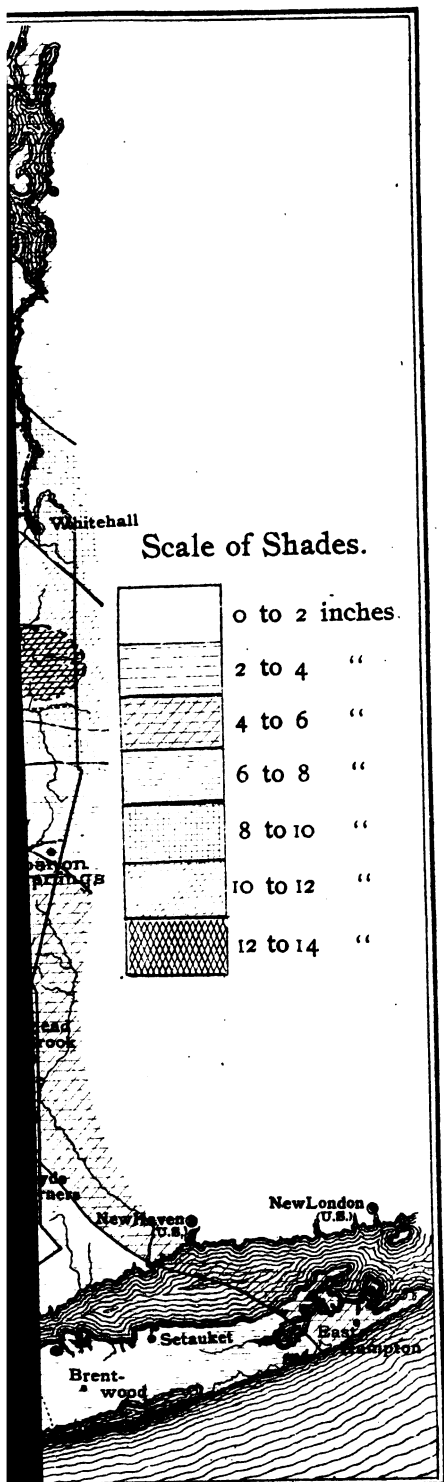 Whitehall
Scale of Shades.
0 to 2 inches
2 to 4 "
4 to 6 "
6 to 8 "
8 to 10 "
10 to 12 "
12 to 14 "
NewHaven
(U.S.)
NewLondon
(U.S.)
Setauket
East
Hampton
Brent-
wood